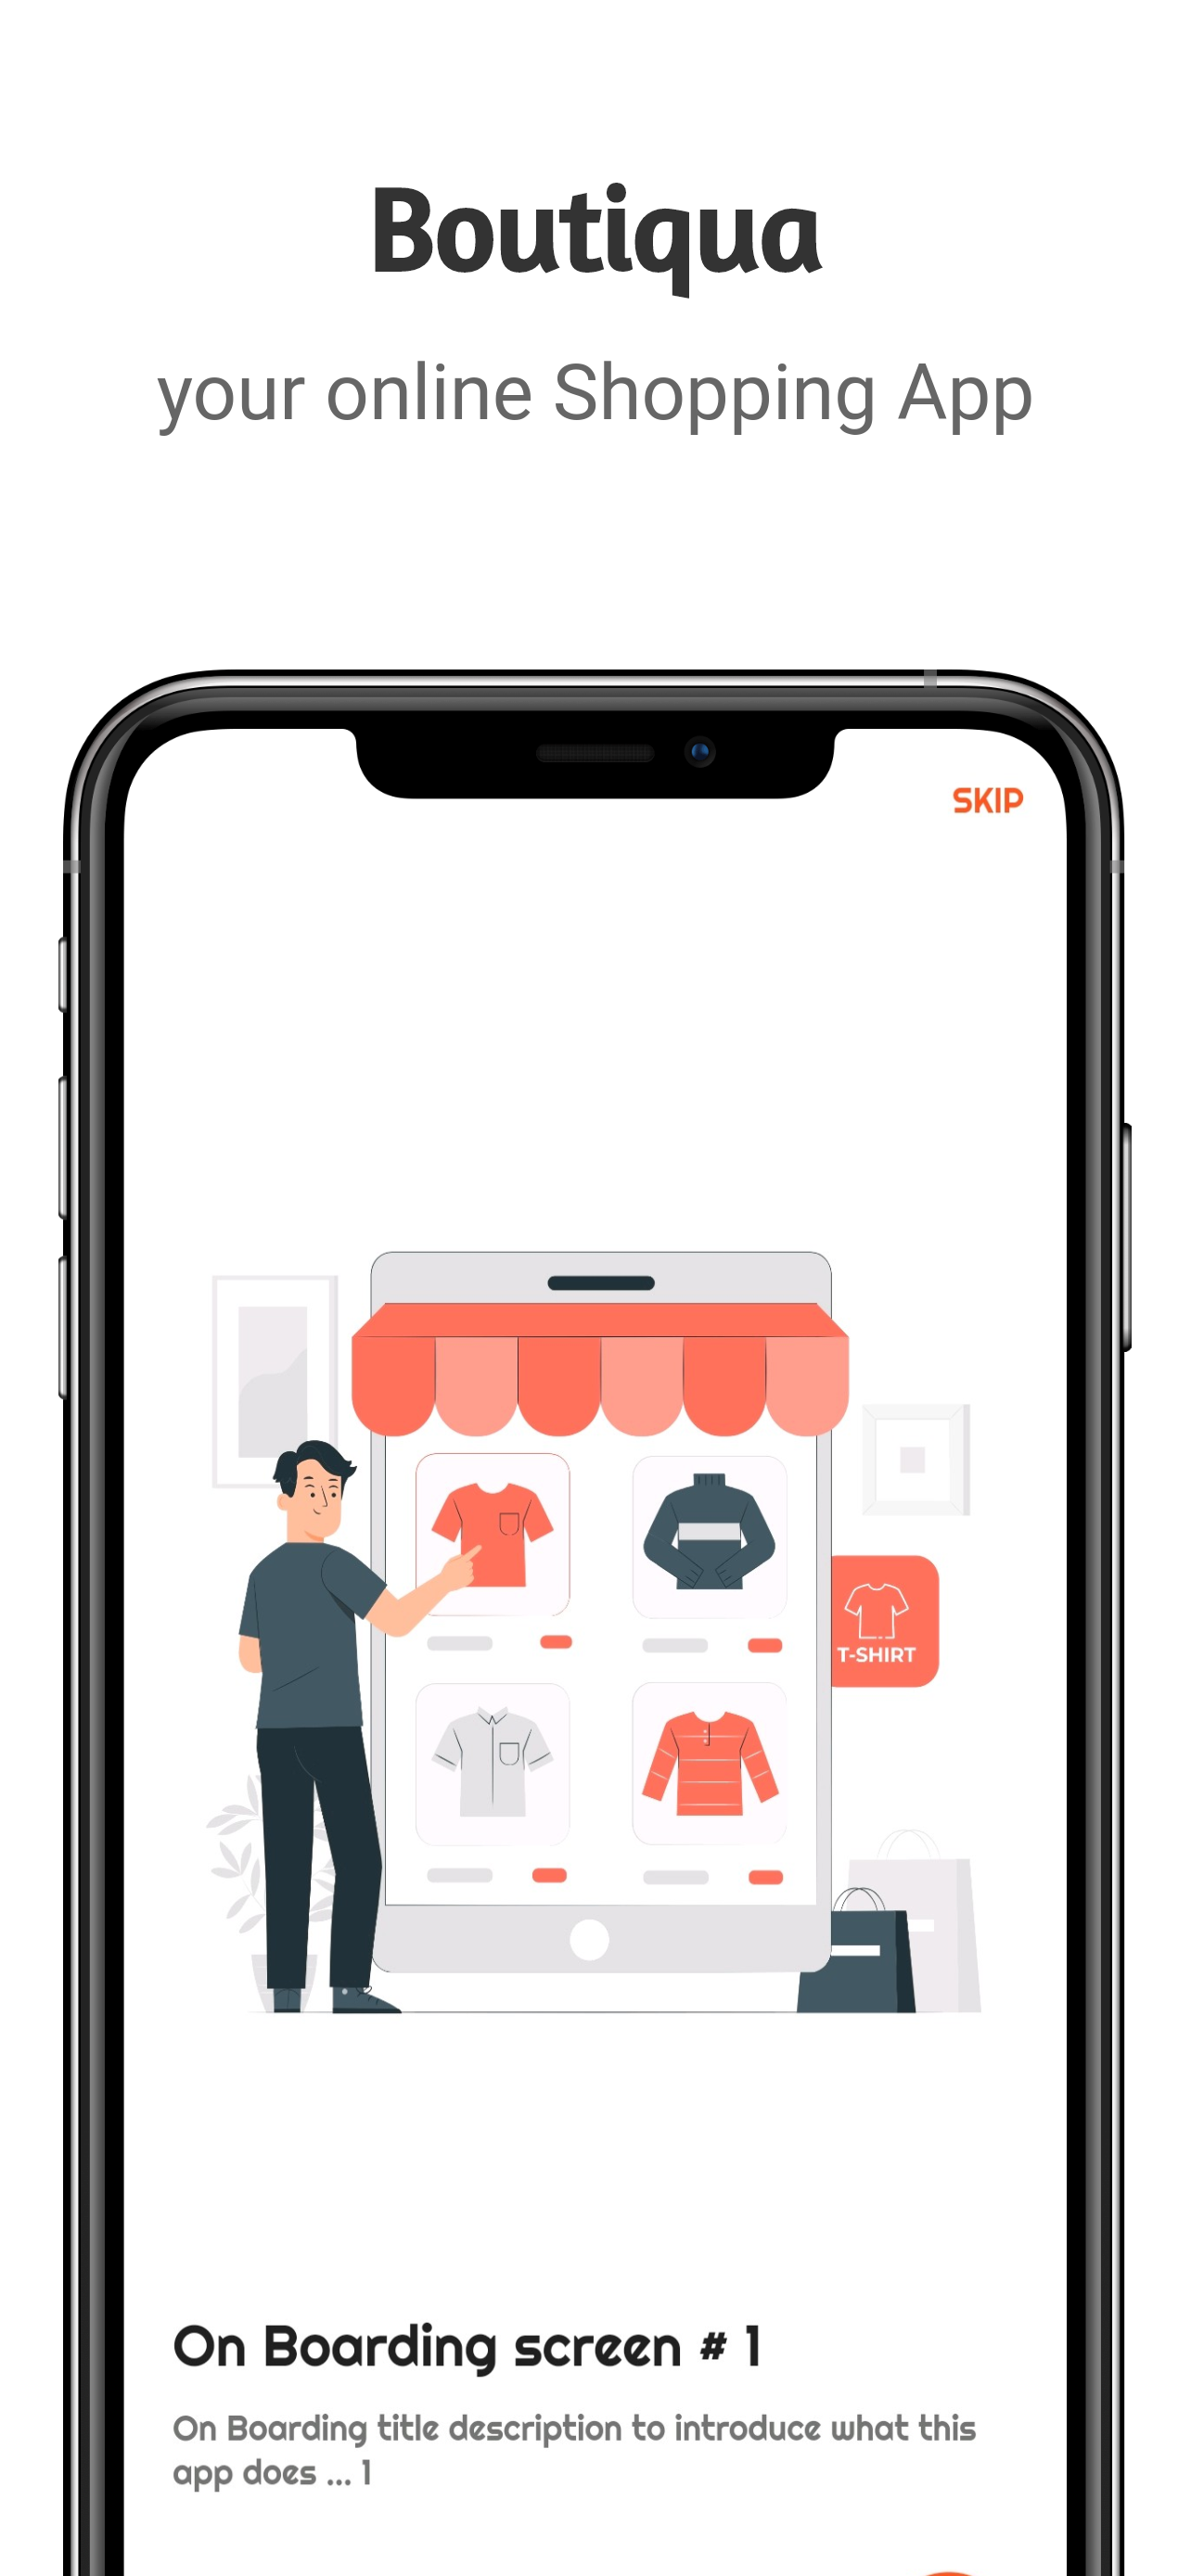 Boutiqua
your online Shopping App
SKIP
T-SHIRT
On Boarding screen # 1
On Boarding title description to introduce what this
app does ... 1